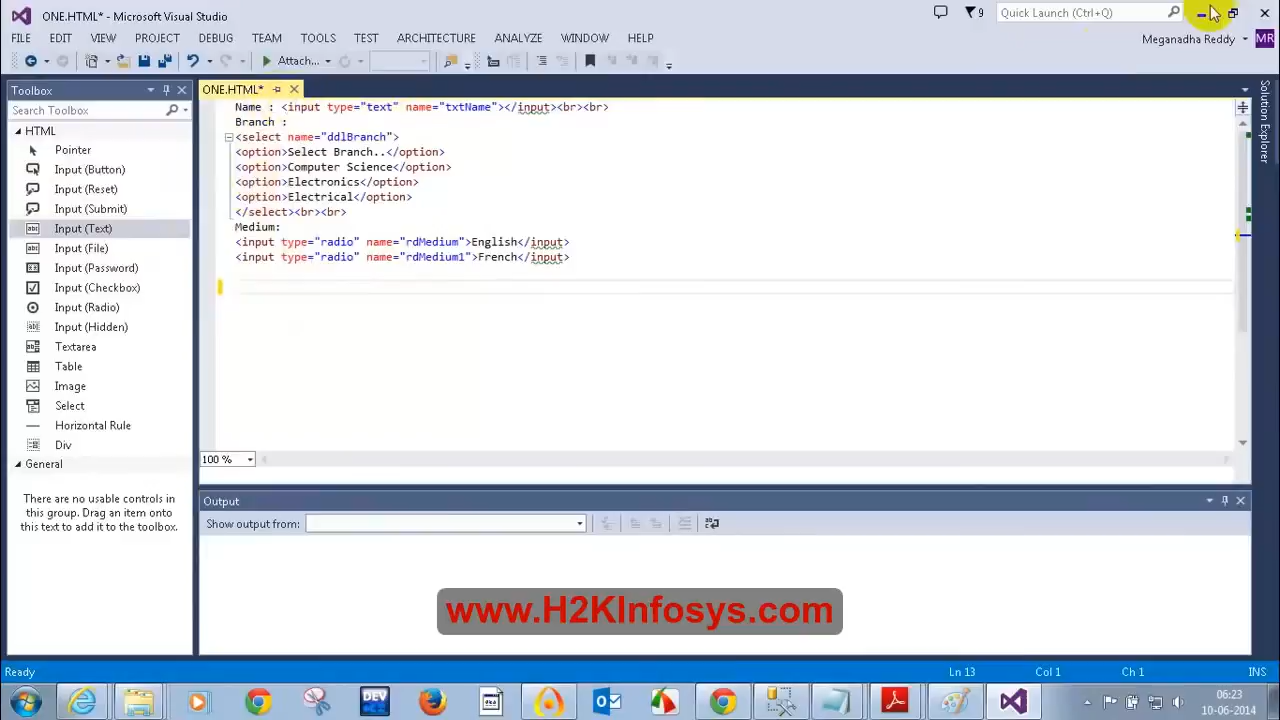 ONE.HTML* - Microsoft Visual Studio
9
Quick Launch (Ctrl+Q)
FILE EDIT VIEW PROJECT DEBUG TEAM TOOLS TEST ARCHITECTURE ANALYZE WINDOW HELP
Meganadha Reddy MR
Attach...
Toolbox
Search Toolbox
HTML
Pointer
Input (Button)
Input (Reset)
Input (Submit)
Input (Text)
Input (File)
Input (Password)
Input (Checkbox)
Input (Radio)
Input (Hidden)
Textarea
Table
Image
Select
Horizontal Rule
Div
General
There are no usable controls in
this group. Drag an item onto
this text to add it to the toolbox.
ONE.HTML*
Name : <input type="text" name="txtName"></input><br><br>
Branch :
<select name="ddlBranch">
<option>Select Branch..</option>
<option>Computer Science</option>
<option>Electronics</option>
<option>Electrical</option>
</select><br><br>
Medium:
<input type="radio" name="rdMedium">English</input>
<input type="radio" name="rdMedium1">French</input>
100 %
Solution Explorer
Output
Show output from:
www.H2KInfosys.com
Ready Ln 13 Col 1 Ch 1 INS
DEV
06:23
10-06-2014